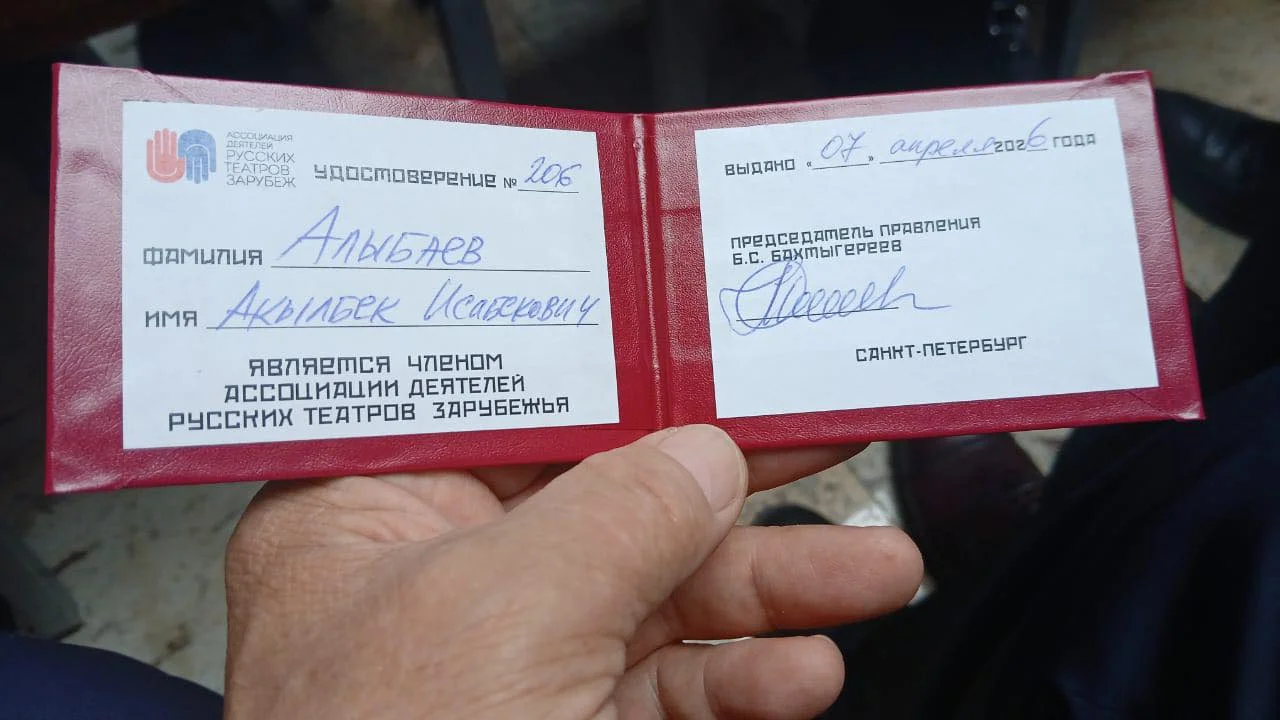 АССОЦИАЦИЯ
ДЕЯТЕЛЕЙ
РУССКИХ
ТЕАТРОВ
ЗАРУБЕЖ
УДОСТОВЕРЕНИЕ № 206
ФАМИЛИЯ Алыбаев
ИМЯ Акылбек Исабекович
ЯВЛЯЕТСЯ ЧЛЕНОМ
АССОЦИАЦИИ ДЕЯТЕЛЕЙ
РУССКИХ ТЕАТРОВ ЗАРУБЕЖЬЯ
ВЫДАНО «07» апреля 2026 ГОДА
ПРЕДСЕДАТЕЛЬ ПРАВЛЕНИЯ
Б.С. БАХТЫГЕРЕЕВ
САНКТ-ПЕТЕРБУРГ